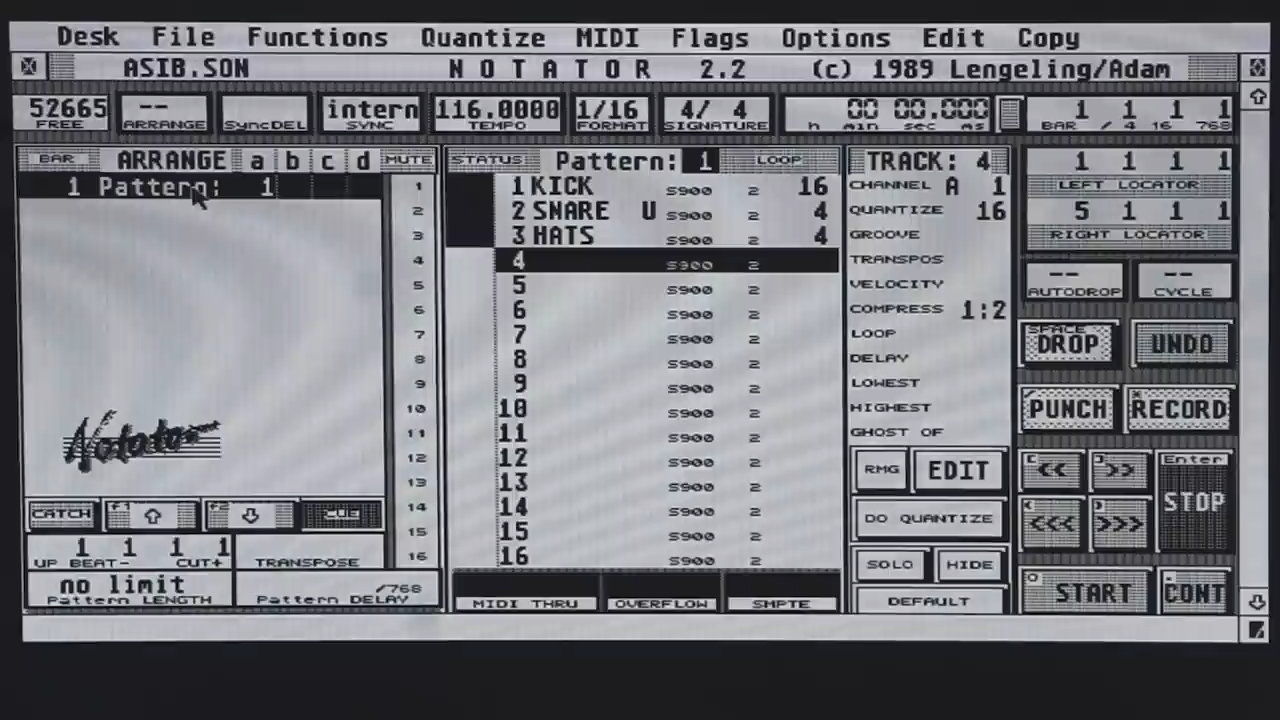 Desk File Functions Quantize MIDI Flags Options Edit Copy
ASIB.SON N O T A T O R 2.2 (c) 1989 Lengeling/Adam
52665 -- intern 116.0000 1/16 4/ 4 00 00.000 1 1 1 1
FREE ARRANGE SyncDEL SYNC TEMPO FORMAT SIGNATURE h min sec ms BAR / 4 16 768
BAR ARRANGE a b c d MUTE
1 Pattern: 1
1
2
3
4
5
6
7
8
9
10
11
12
13
14
15
16
Notator
CATCH f1 f2 CUE
1 1 1 1
UP BEAT- CUT+ TRANSPOSE
no limit /768
Pattern LENGTH Pattern DELAY
STATUS Pattern: 1 LOOP
1 KICK S900 2 16
2 SNARE U S900 2 4
3 HATS S900 2 4
4 S900 2
5 S900 2
6 S900 2
7 S900 2
8 S900 2
9 S900 2
10 S900 2
11 S900 2
12 S900 2
13 S900 2
14 S900 2
15 S900 2
16 S900 2
MIDI THRU OVERFLOW SMPTE
TRACK: 4
CHANNEL A 1
QUANTIZE 16
GROOVE
TRANSPOS
VELOCITY
COMPRESS 1:2
LOOP
DELAY
LOWEST
HIGHEST
GHOST OF
RMG EDIT
DO QUANTIZE
SOLO HIDE
DEFAULT
1 1 1 1
LEFT LOCATOR
5 1 1 1
RIGHT LOCATOR
-- --
AUTODROP CYCLE
SPACE
DROP UNDO
PUNCH RECORD
<< >> Enter
STOP
<<< >>>
START CONT